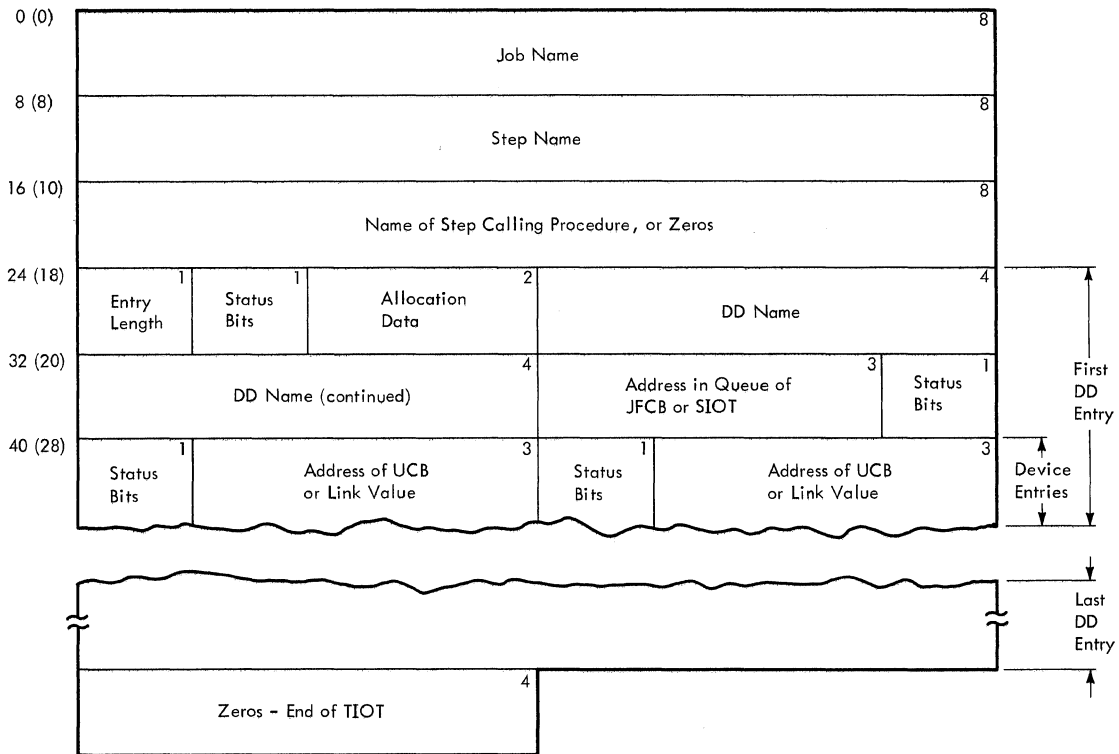 0 (0)
8
Job Name
8 (8)
8
Step Name
16 (10)
8
Name of Step Calling Procedure, or Zeros
24 (18)
1
Entry
Length
1
Status
Bits
2
Allocation
Data
4
DD Name
32 (20)
4
DD Name (continued)
3
Address in Queue of
JFCB or SIOT
1
Status
Bits
First
DD
Entry
40 (28)
1
Status
Bits
3
Address of UCB
or Link Value
1
Status
Bits
3
Address of UCB
or Link Value
Device
Entries
Last
DD
Entry
4
Zeros - End of TIOT